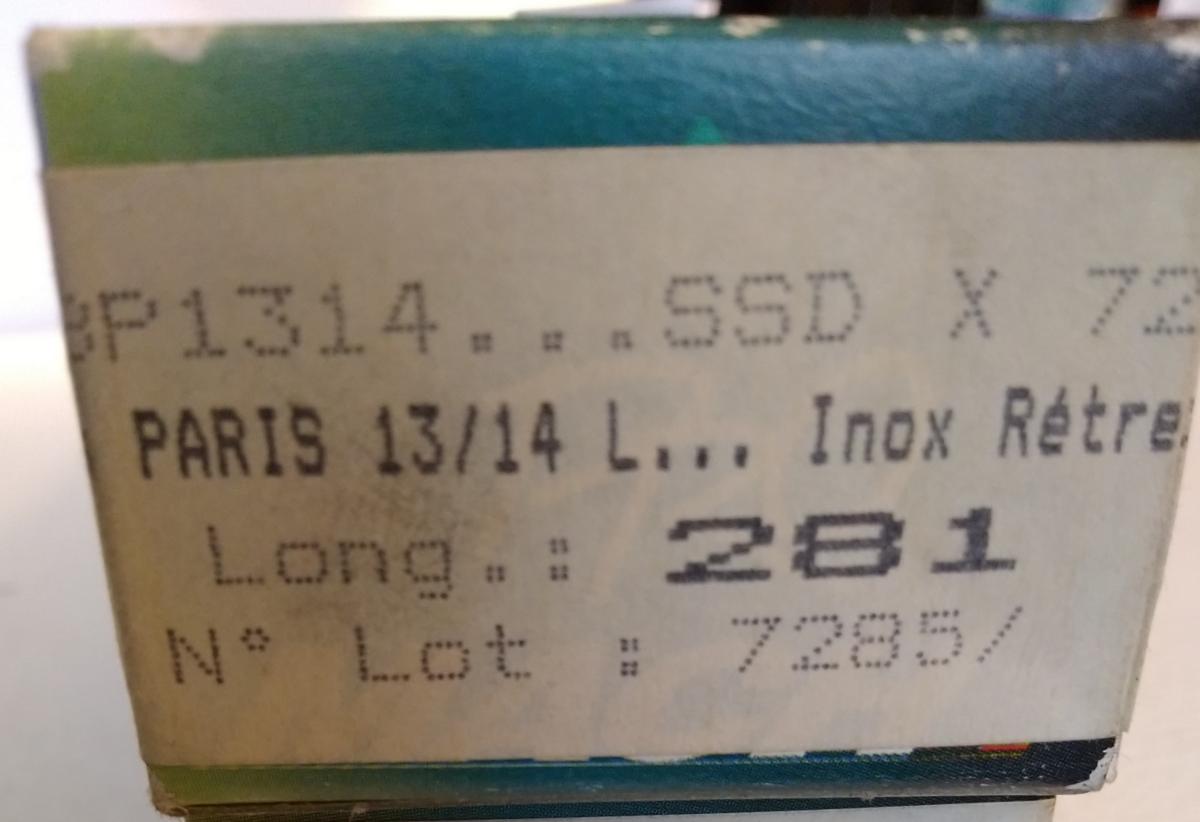 P1314...SSD X 72
PARIS 13/14 L... Inox Rétre
Long.: 281
N° Lot : 7285/